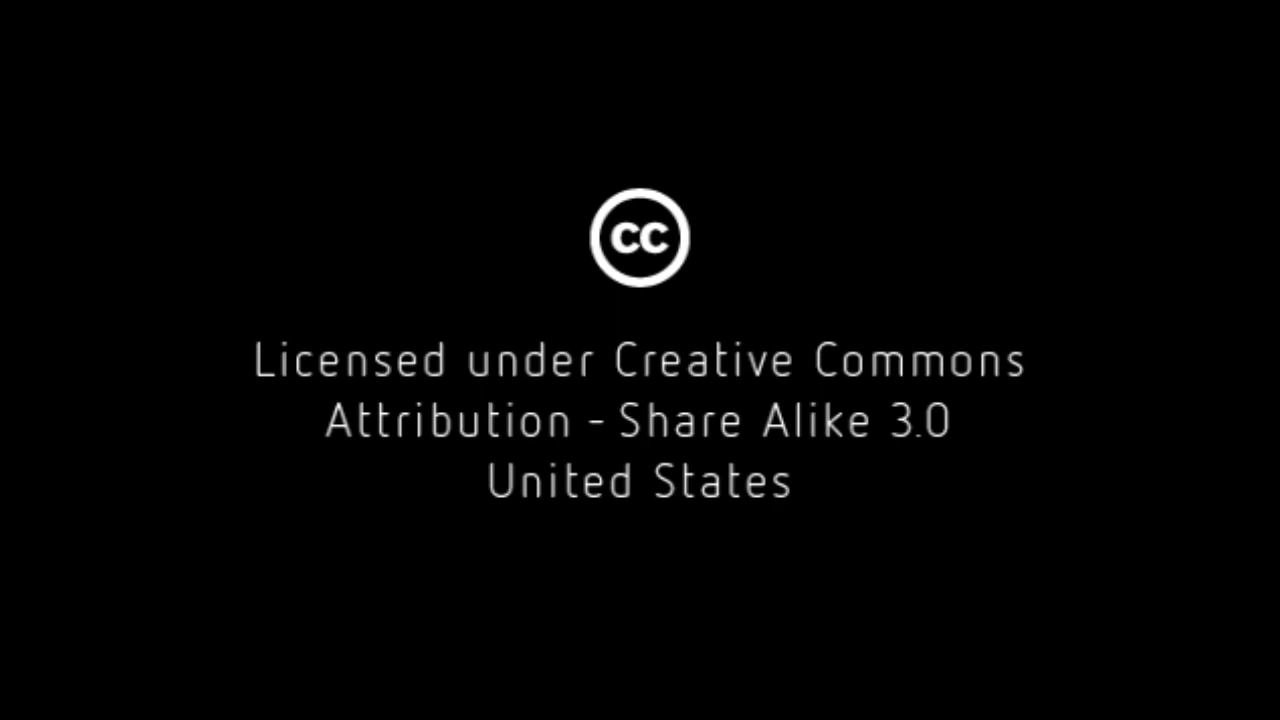 cc
Licensed under Creative Commons
Attribution - Share Alike 3.0
United States